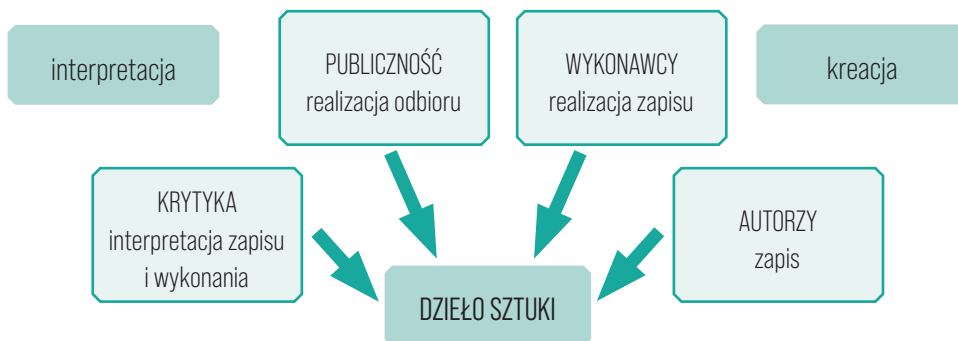 interpretacja
PUBLICZNOŚĆ
realizacja odbioru
WYKONAWCY
realizacja zapisu
kreacja
KRYTYKA
interpretacja zapisu
i wykonania
AUTORZY
zapis
DZIEŁO SZTUKI